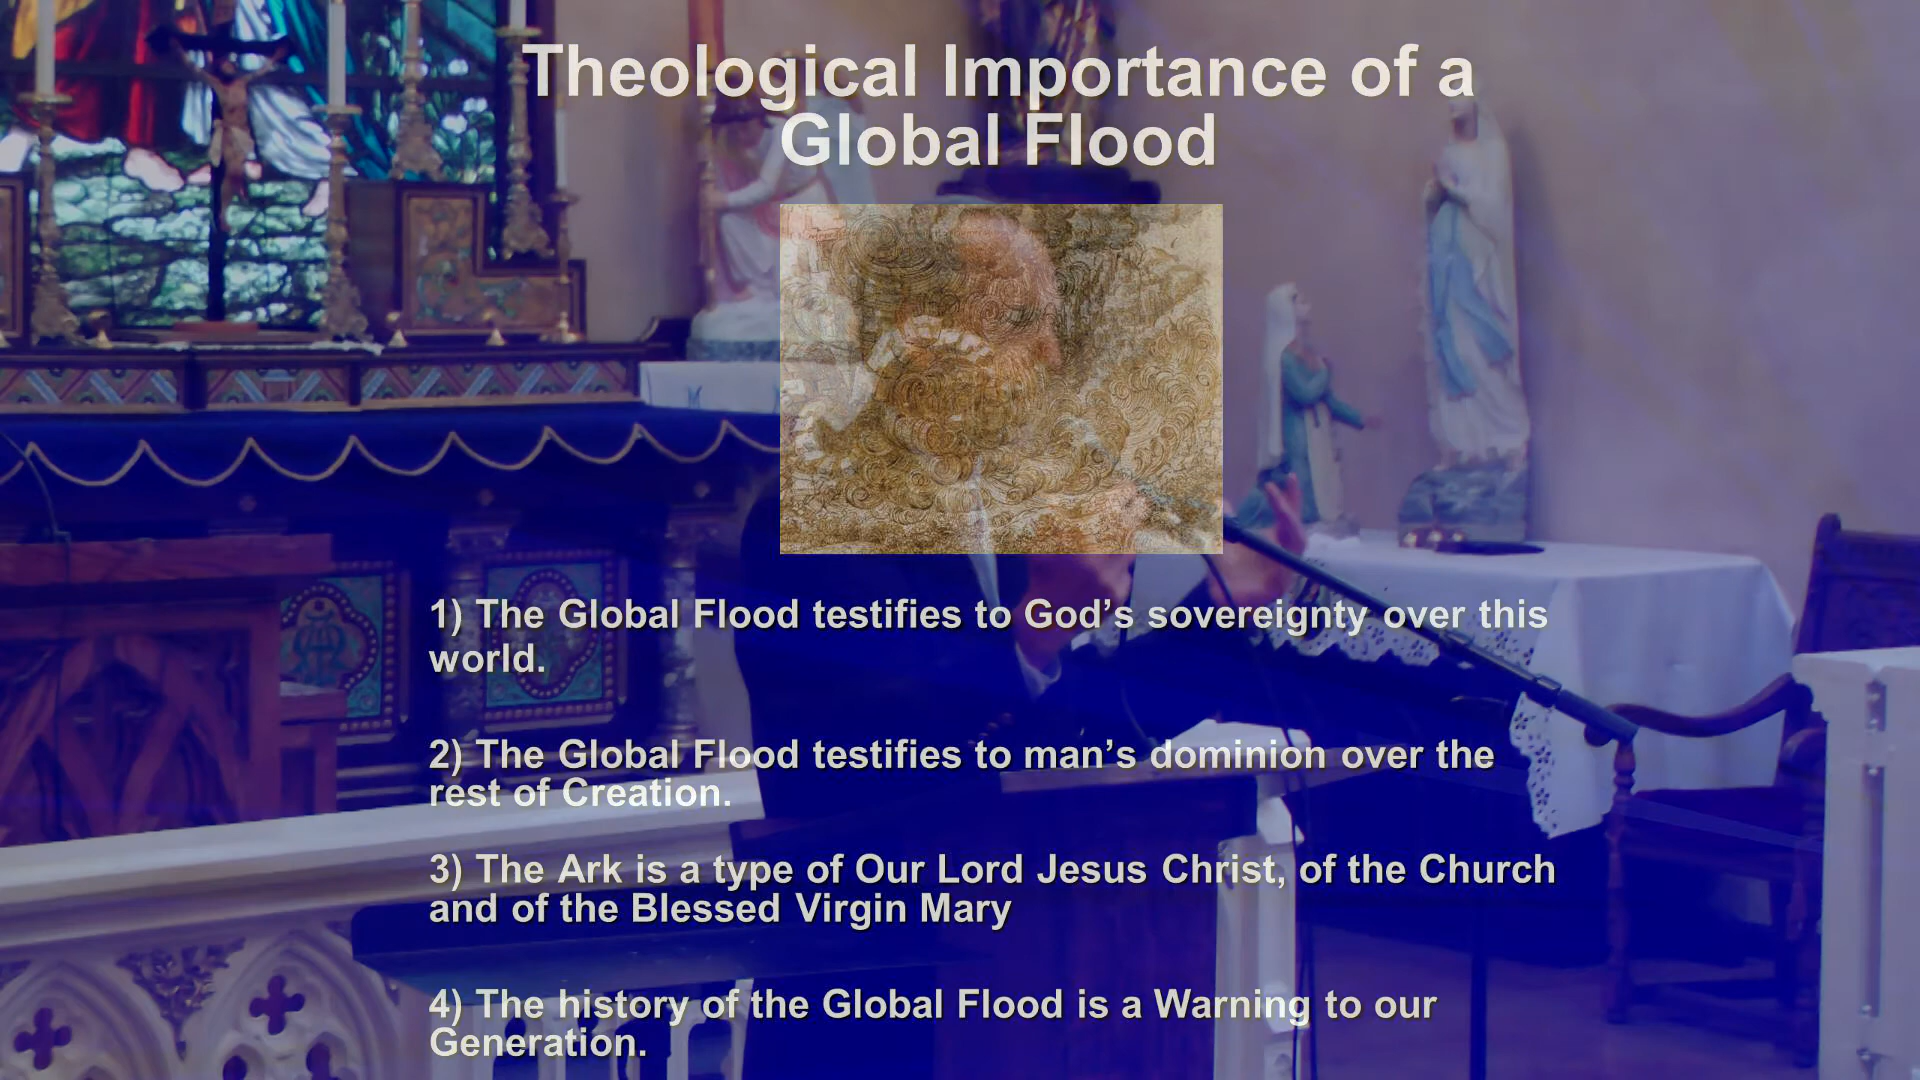 Theological Importance of a
Global Flood
1) The Global Flood testifies to God’s sovereignty over this
world.
2) The Global Flood testifies to man’s dominion over the
rest of Creation.
3) The Ark is a type of Our Lord Jesus Christ, of the Church
and of the Blessed Virgin Mary
4) The history of the Global Flood is a Warning to our
Generation.